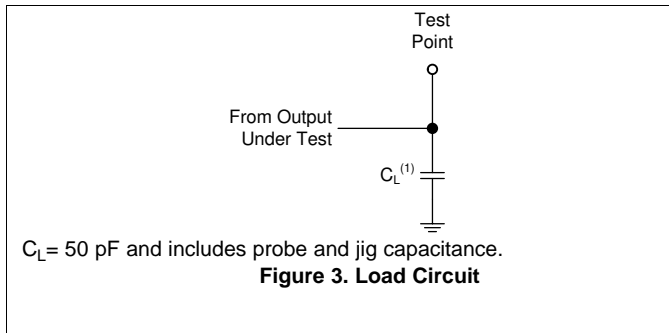 Test
Point
From Output
Under Test
C_L^(1)
C_L= 50 pF and includes probe and jig capacitance.
Figure 3. Load Circuit